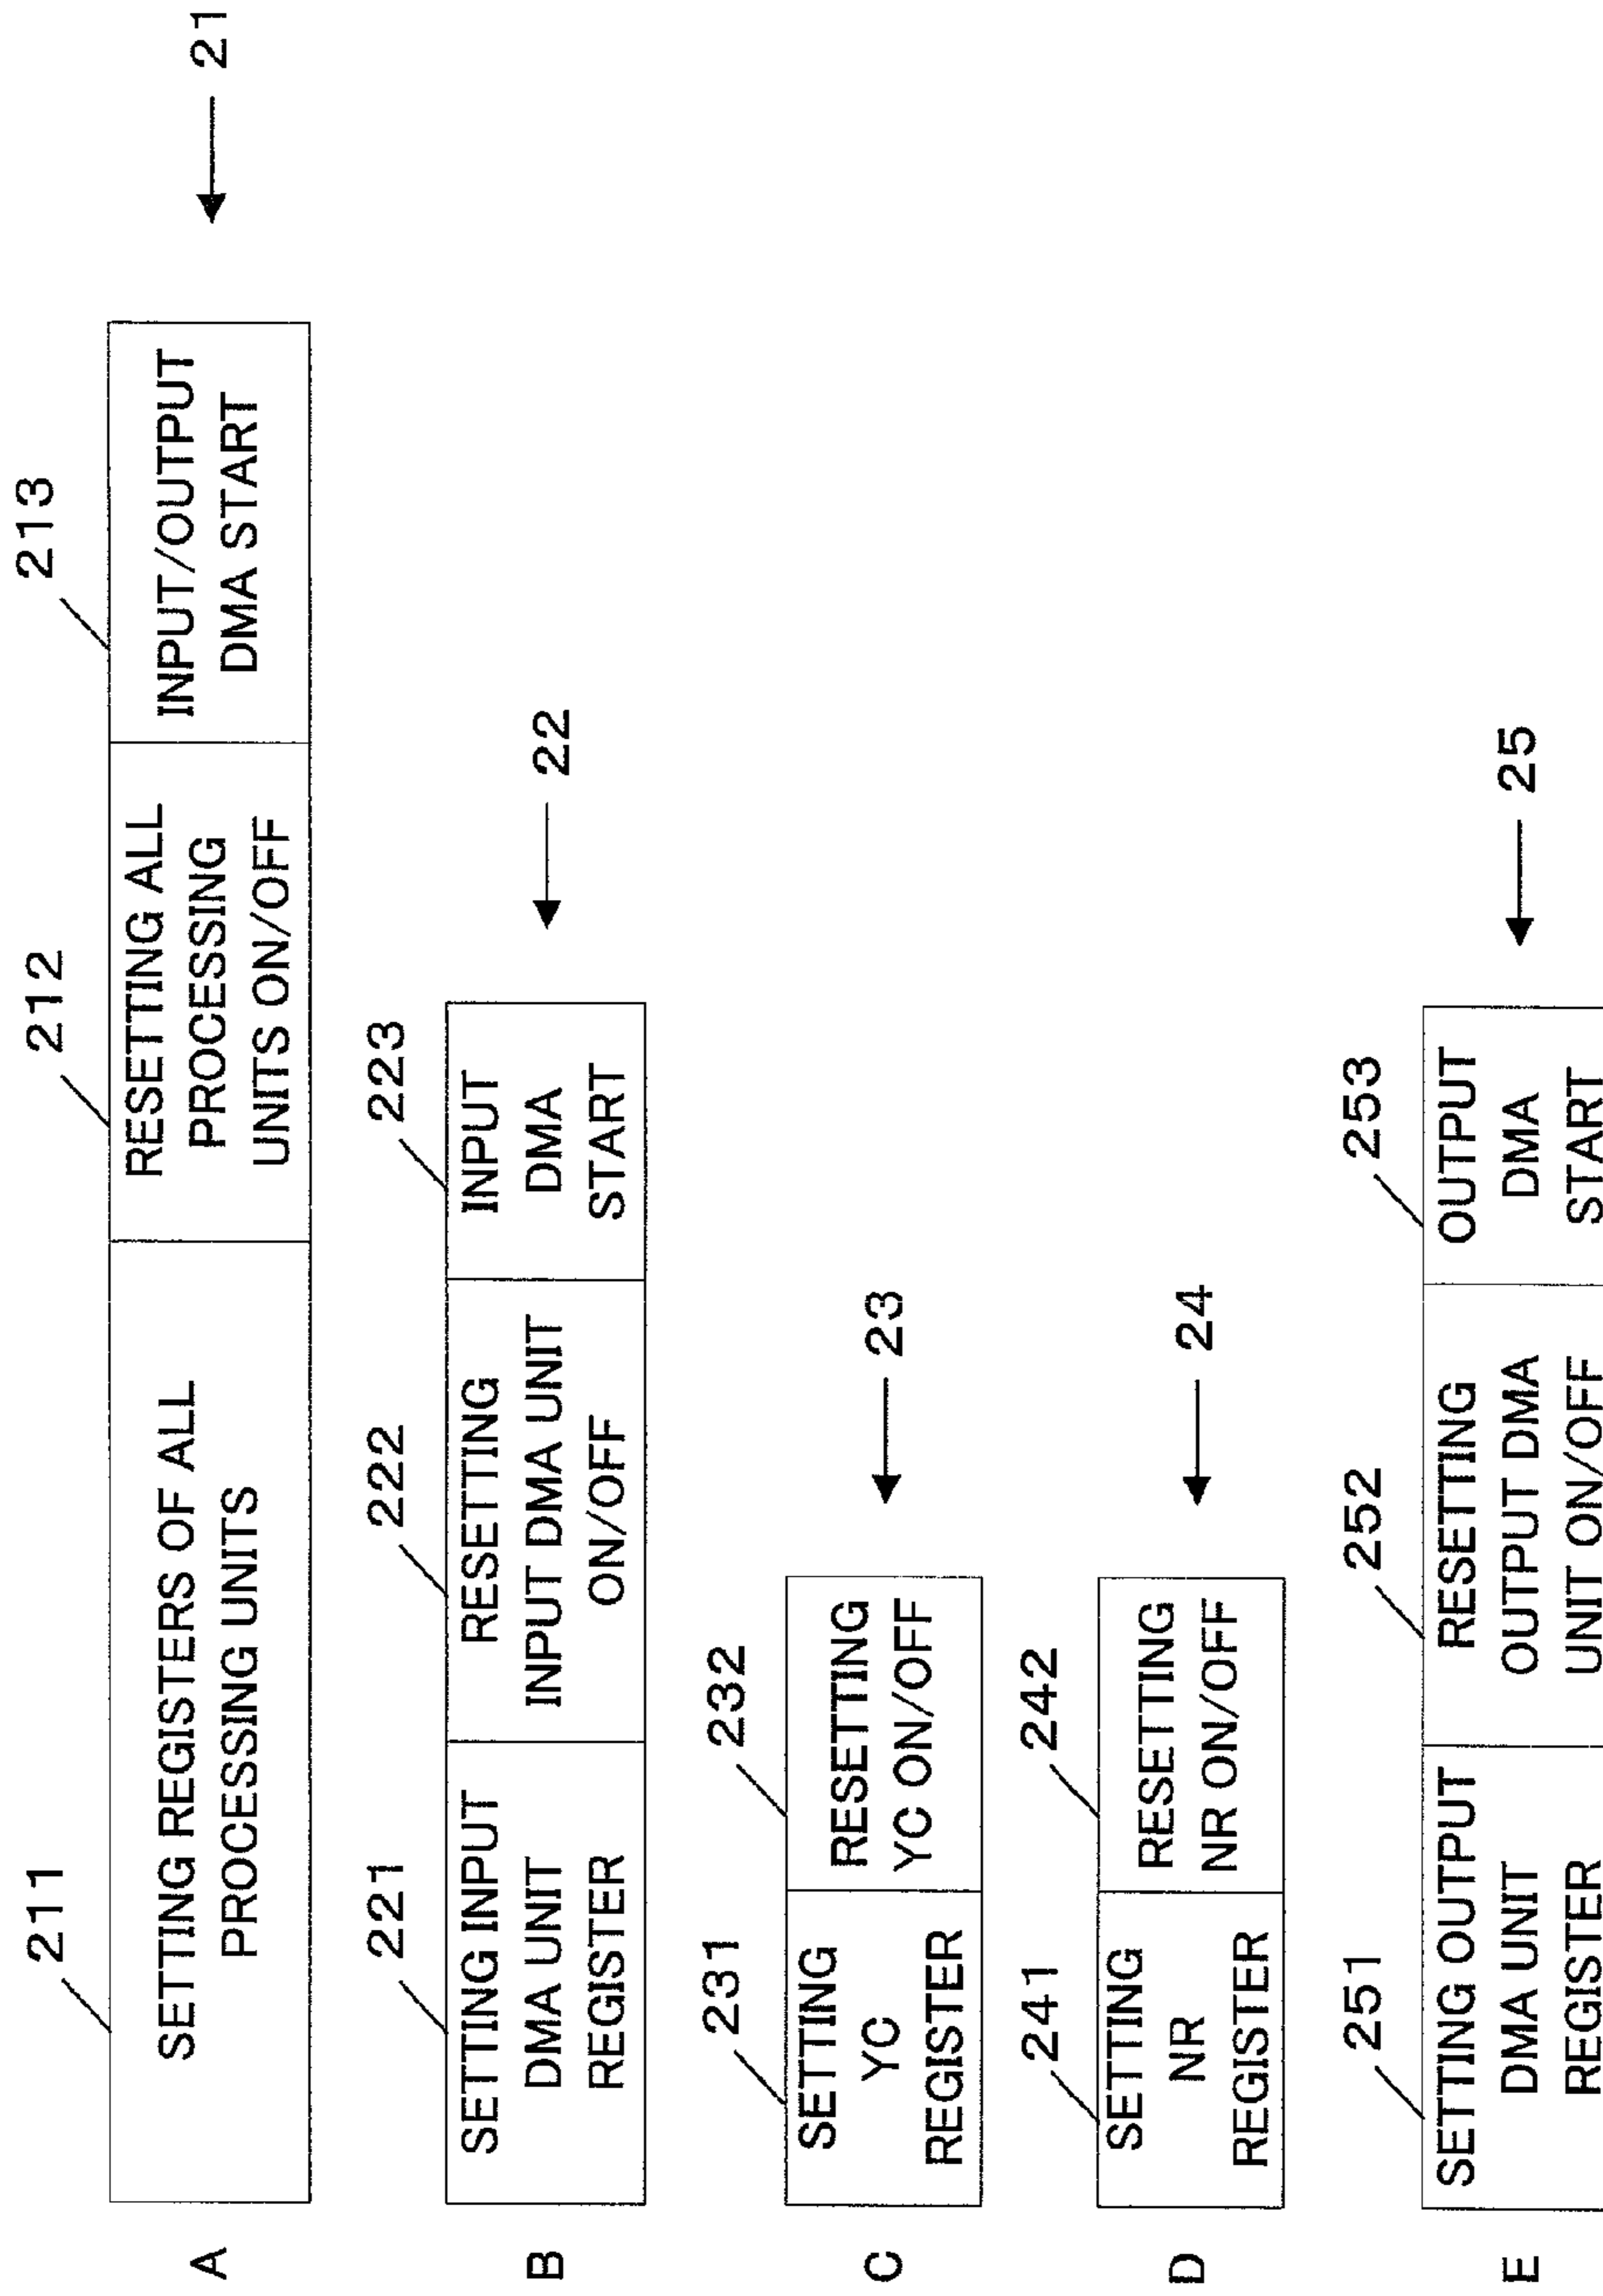 211
212
213
A
SETTING REGISTERS OF ALL
PROCESSING UNITS
RESETTING ALL
PROCESSING
UNITS ON/OFF
INPUT/OUTPUT
DMA START
21
221
222
223
B
SETTING INPUT
DMA UNIT
REGISTER
RESETTING
INPUT DMA UNIT
ON/OFF
INPUT
DMA
START
22
231
232
C
SETTING
YC
REGISTER
RESETTING
YC ON/OFF
23
241
242
D
SETTING
NR
REGISTER
RESETTING
NR ON/OFF
24
251
252
253
E
SETTING OUTPUT
DMA UNIT
REGISTER
RESETTING
OUTPUT DMA
UNIT ON/OFF
OUTPUT
DMA
START
25